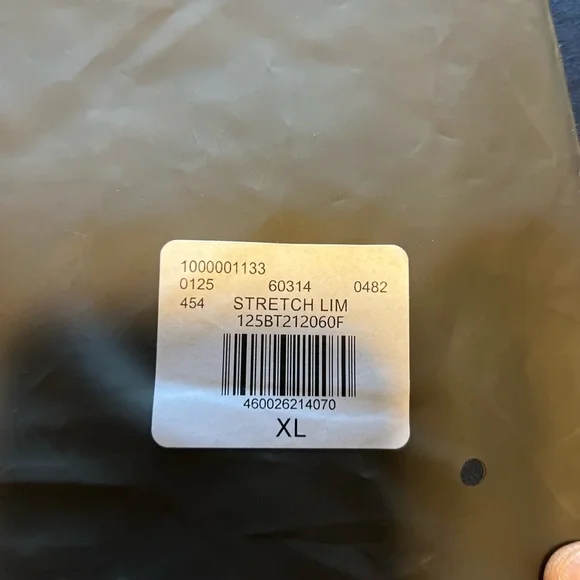 1000001133
0125 60314 0482
454 STRETCH LIM
125BT212060F
460026214070
XL